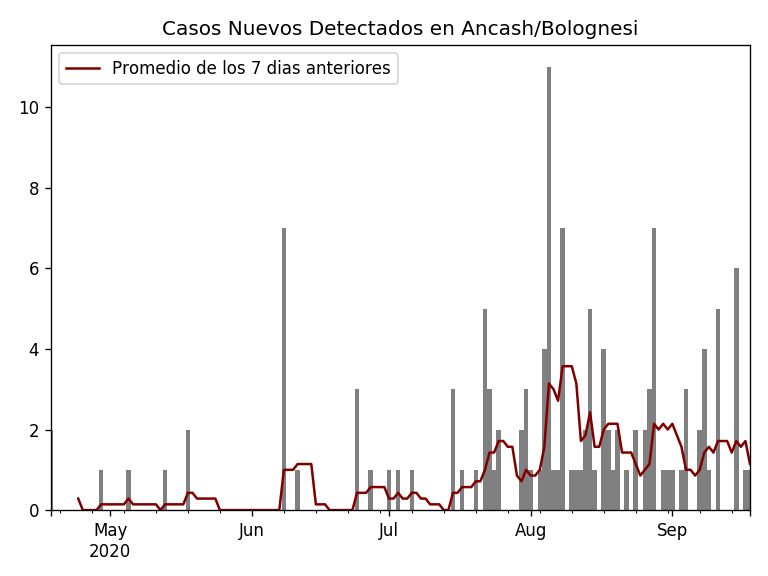 Casos Nuevos Detectados en Ancash/Bolognesi
Promedio de los 7 dias anteriores
10
8
6
4
2
0
May Jun Jul Aug Sep
2020